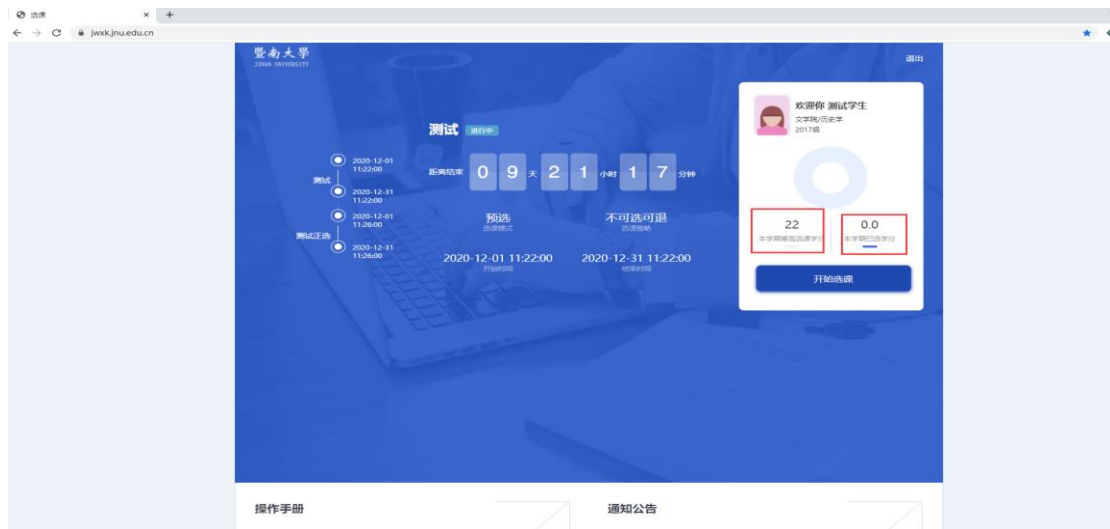 选课
jwxk.jnu.edu.cn
暨南大學
JINAN UNIVERSITY
退出
测试 进行中
距离结束 0 9 天 2 1 小时 1 7 分钟
测试
2020-12-01
11:22:00
2020-12-31
11:22:00
测试正选
2020-12-01
11:26:00
2020-12-31
11:26:00
预选
选课模式
不可选可退
选课策略
2020-12-01 11:22:00
开始时间
2020-12-31 11:22:00
结束时间
欢迎你 测试学生
文学院/历史学
2017级
22
本学期最高选课学分
0.0
本学期已选学分
开始选课
操作手册
通知公告